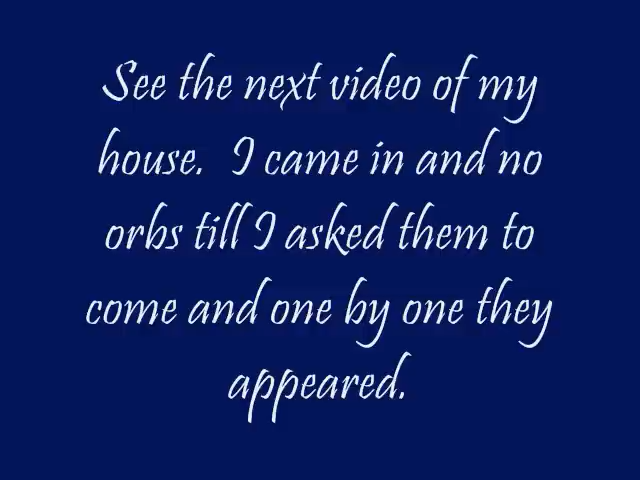 See the next video of my
house.  I came in and no
orbs till I asked them to
come and one by one they
appeared.